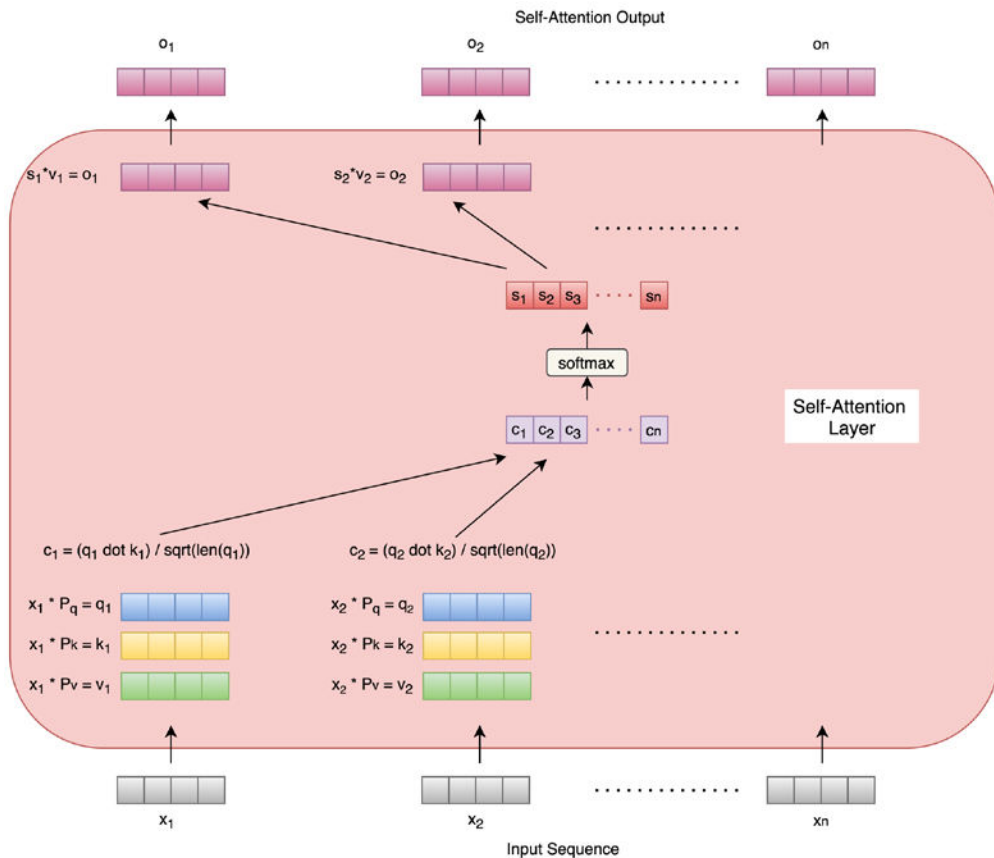 Self-Attention Output
o₁ o₂ on
s₁*v₁ = o₁ s₂*v₂ = o₂
s₁ s₂ s₃ sn
softmax
c₁ c₂ c₃ cn
Self-Attention
Layer
c₁ = (q₁ dot k₁) / sqrt(len(q₁)) c₂ = (q₂ dot k₂) / sqrt(len(q₂))
x₁ * Pq = q₁ x₂ * Pq = q₂
x₁ * Pk = k₁ x₂ * Pk = k₂
x₁ * Pv = v₁ x₂ * Pv = v₂
x₁ x₂ xn
Input Sequence